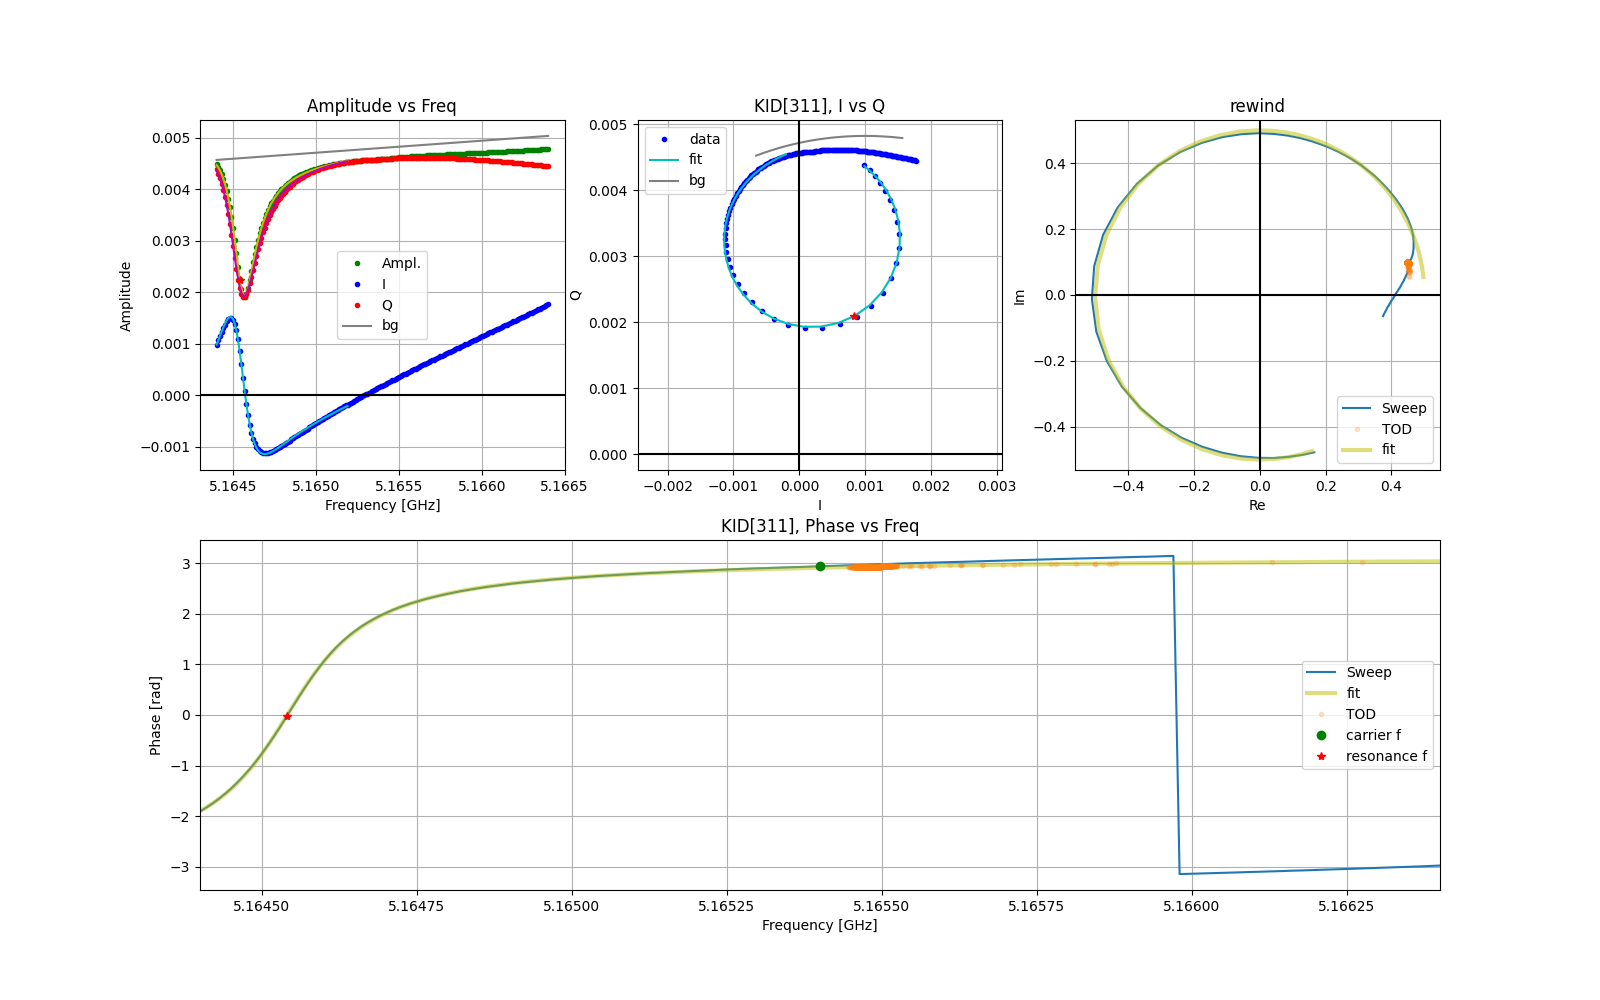 Amplitude vs Freq
Amplitude
0.005
0.004
0.003
0.002
0.001
0.000
−0.001
Ampl.
I
Q
bg
5.1645 5.1650 5.1655 5.1660 5.1665
Frequency [GHz]
KID[311], I vs Q
Q
0.005
0.004
0.003
0.002
0.001
0.000
data
fit
bg
−0.002 −0.001 0.000 0.001 0.002 0.003
I
rewind
Im
0.4
0.2
0.0
−0.2
−0.4
Sweep
TOD
fit
−0.4 −0.2 0.0 0.2 0.4
Re
KID[311], Phase vs Freq
Phase [rad]
3
2
1
0
−1
−2
−3
Sweep
fit
TOD
carrier f
resonance f
5.16450 5.16475 5.16500 5.16525 5.16550 5.16575 5.16600 5.16625
Frequency [GHz]